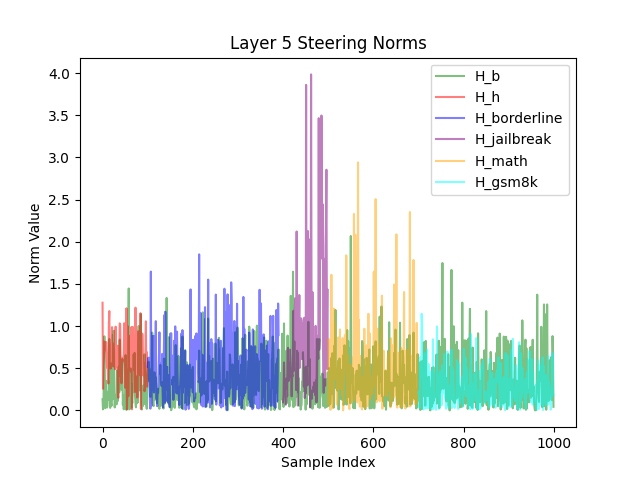 Layer 5 Steering Norms
Norm Value
4.0
3.5
3.0
2.5
2.0
1.5
1.0
0.5
0.0
H_b
H_h
H_borderline
H_jailbreak
H_math
H_gsm8k
0 200 400 600 800 1000
Sample Index